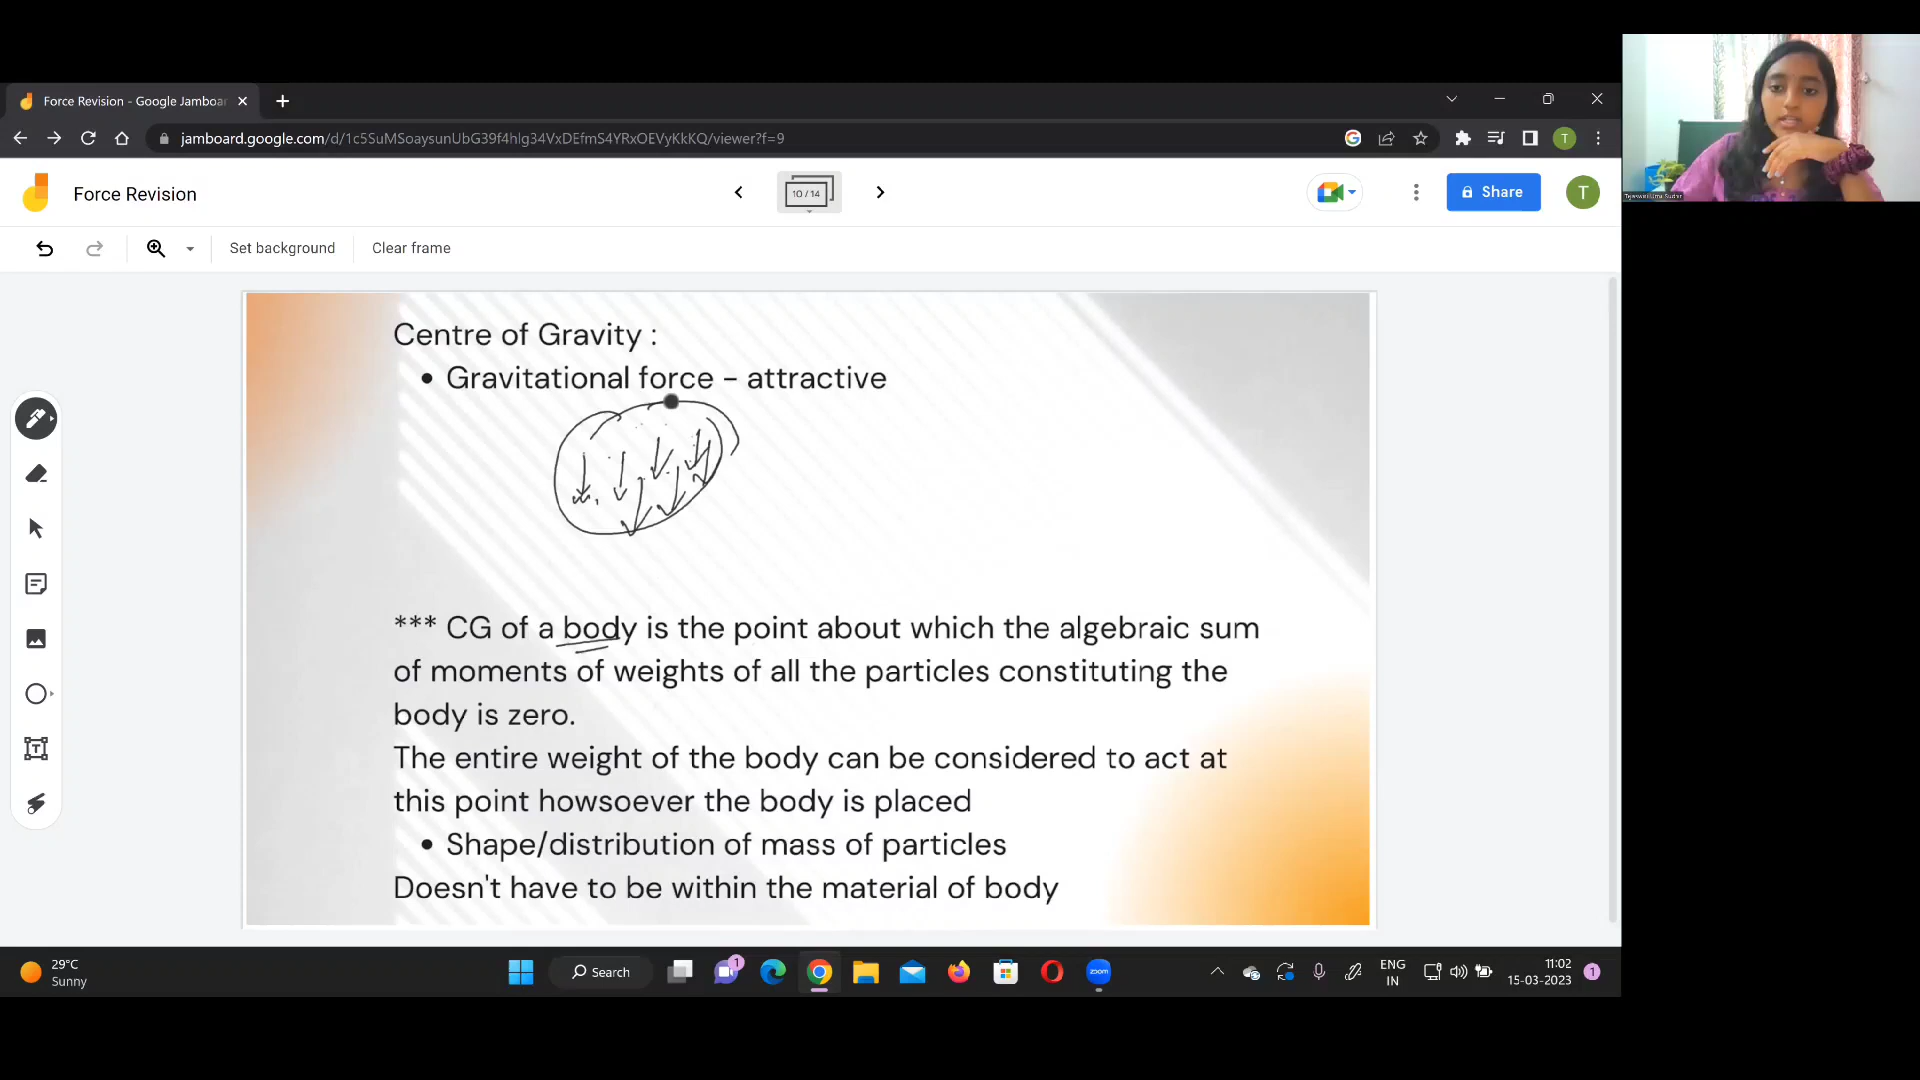 Force Revision - Google Jamboar
jamboard.google.com/d/1c5SuMSoaysunUbG39f4hlg34VxDEfmS4YRxOEVyKkKQ/viewer?f=9
T
Force Revision
10 / 14
Share
T
Set background
Clear frame
Centre of Gravity :
• Gravitational force - attractive
*** CG of a body is the point about which the algebraic sum
of moments of weights of all the particles constituting the
body is zero.
The entire weight of the body can be considered to act at
this point howsoever the body is placed
• Shape/distribution of mass of particles
Doesn't have to be within the material of body
29°C
Sunny
Search
1
zoom
ENG
IN
11:02
15-03-2023
1